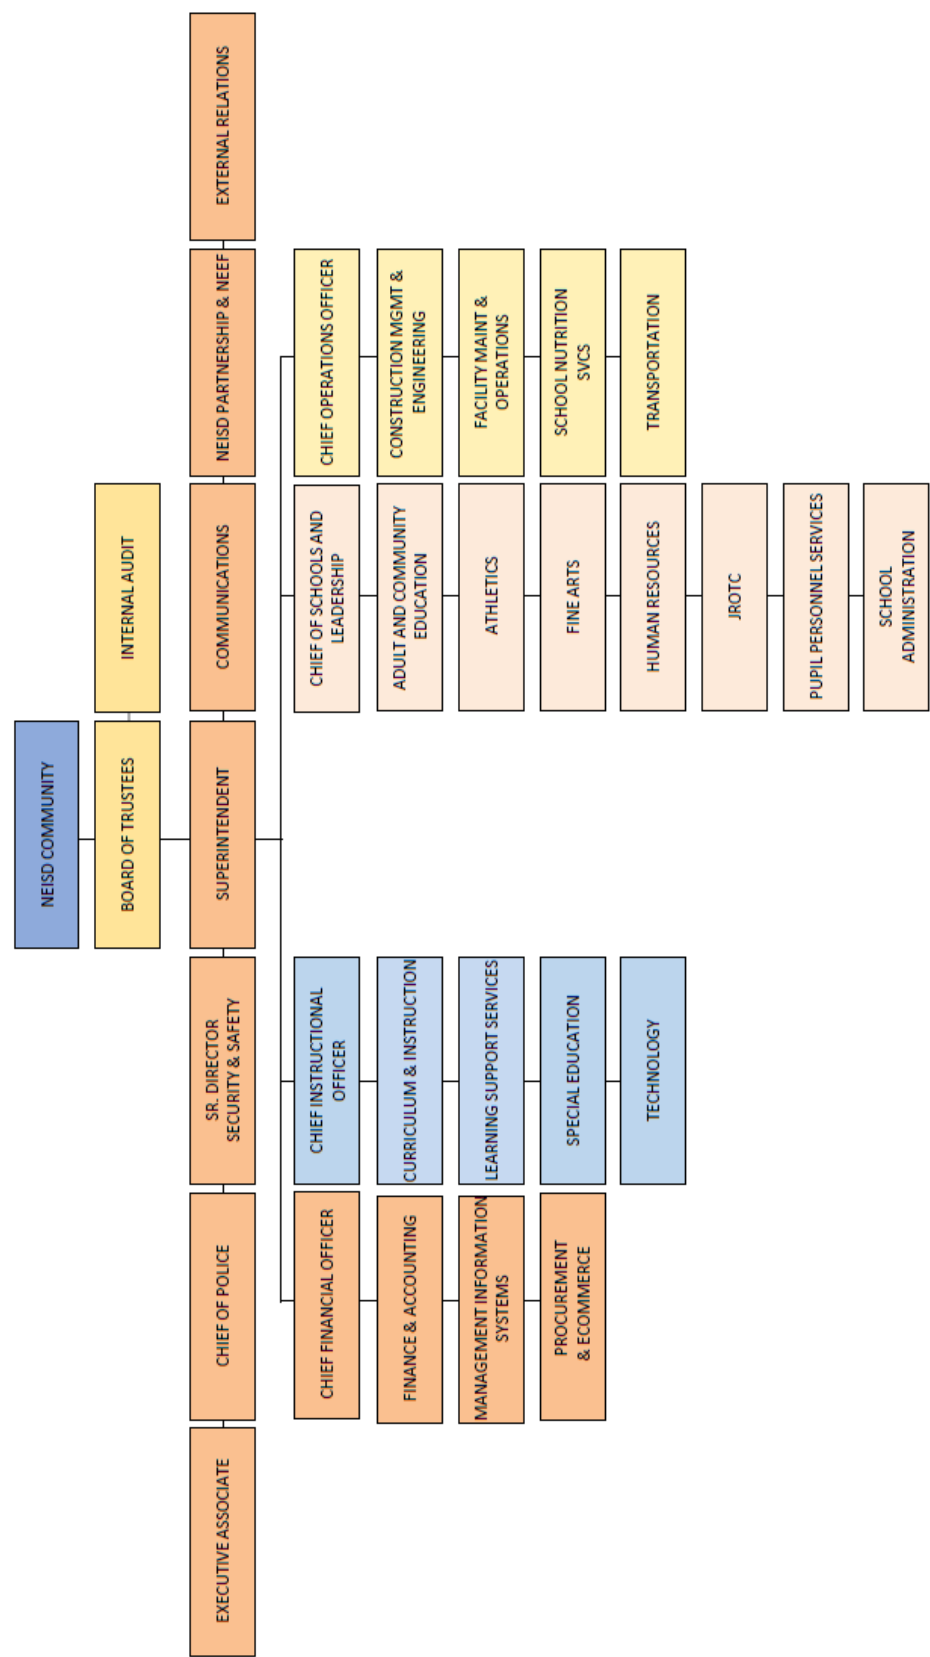 NEISD COMMUNITY
BOARD OF TRUSTEES
INTERNAL AUDIT
EXECUTIVE ASSOCIATE
CHIEF OF POLICE
SR. DIRECTOR
SECURITY & SAFETY
SUPERINTENDENT
COMMUNICATIONS
NEISD PARTNERSHIP & NEEF
EXTERNAL RELATIONS
CHIEF FINANCIAL OFFICER
FINANCE & ACCOUNTING
MANAGEMENT INFORMATION
SYSTEMS
PROCUREMENT
& ECOMMERCE
CHIEF INSTRUCTIONAL
OFFICER
CURRICULUM & INSTRUCTION
LEARNING SUPPORT SERVICES
SPECIAL EDUCATION
TECHNOLOGY
CHIEF OF SCHOOLS AND
LEADERSHIP
ADULT AND COMMUNITY
EDUCATION
ATHLETICS
FINE ARTS
HUMAN RESOURCES
JROTC
PUPIL PERSONNEL SERVICES
SCHOOL
ADMINISTRATION
CHIEF OPERATIONS OFFICER
CONSTRUCTION MGMT &
ENGINEERING
FACILITY MAINT &
OPERATIONS
SCHOOL NUTRITION
SVCS
TRANSPORTATION